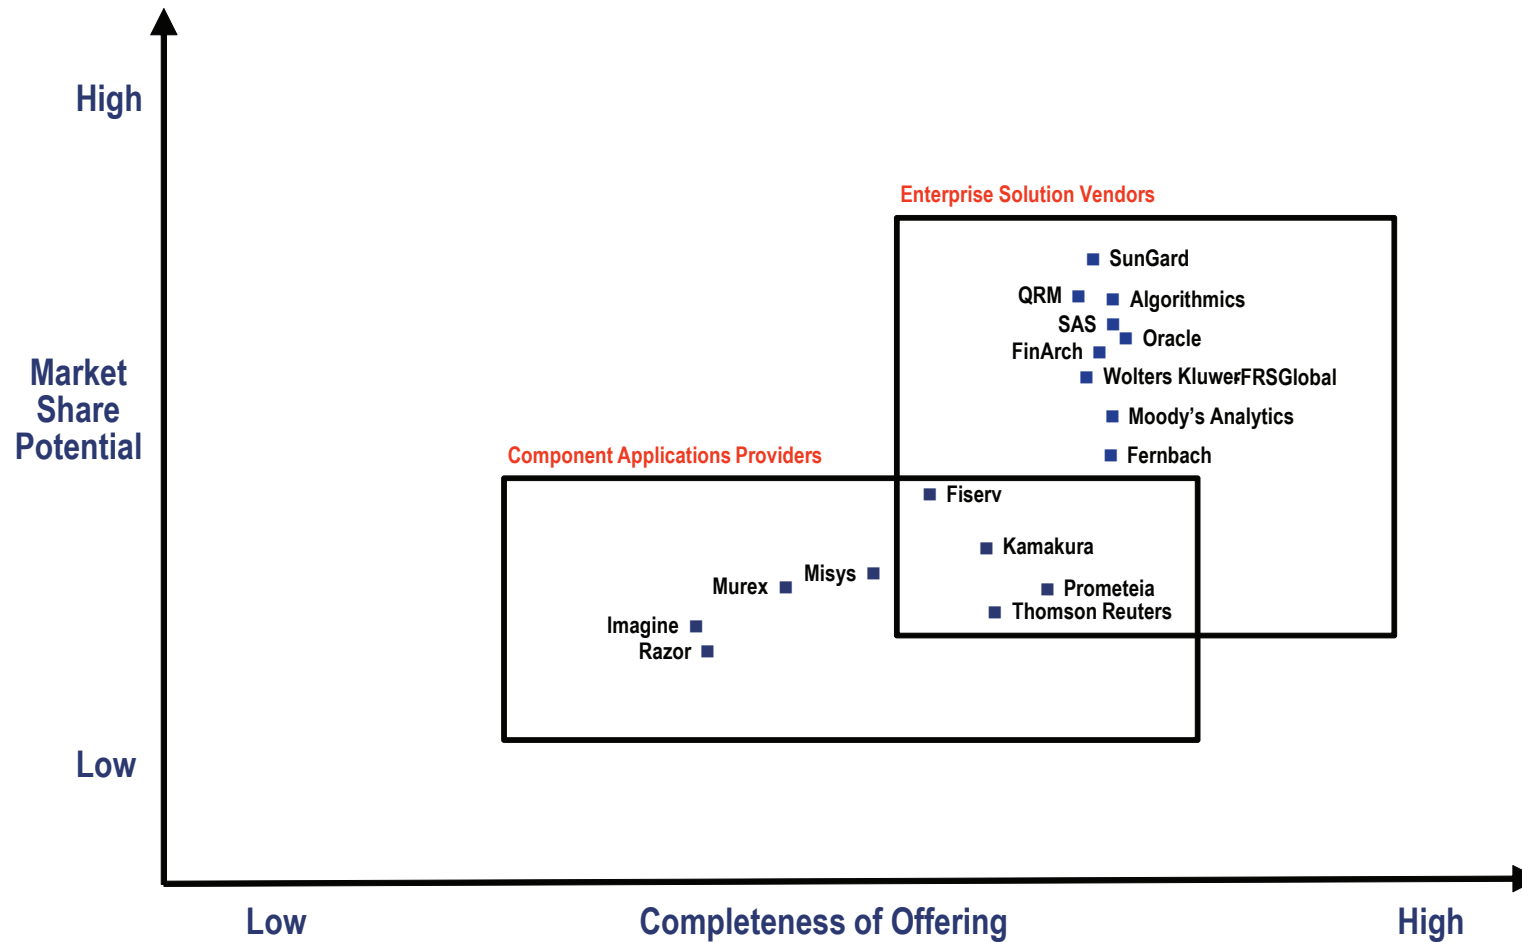 High
Enterprise Solution Vendors
SunGard
QRM
Algorithmics
SAS
Oracle
FinArch
Wolters Kluwer-FRSGlobal
Market
Share
Potential
Moody's Analytics
Fernbach
Component Applications Providers
Fiserv
Kamakura
Misys
Murex
Prometeia
Thomson Reuters
Imagine
Razor
Low
Low
Completeness of Offering
High